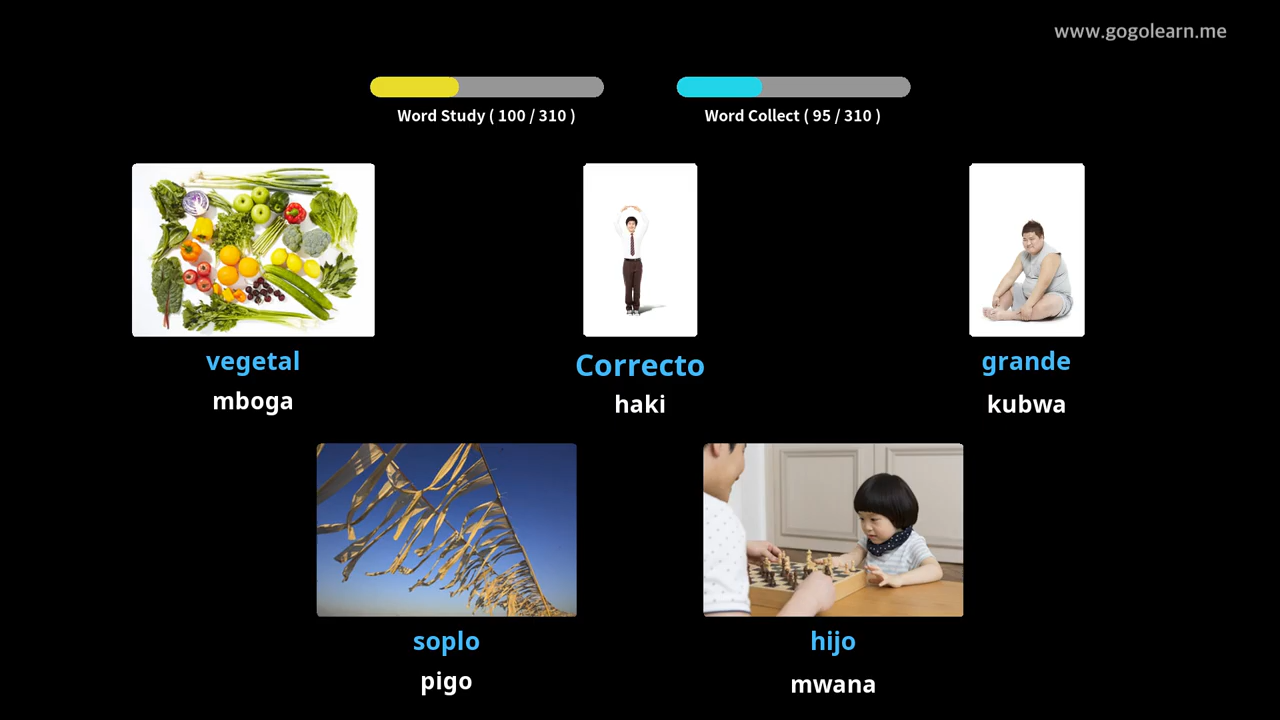 www.gogolearn.me
Word Study ( 100 / 310 )
Word Collect ( 95 / 310 )
vegetal
mboga
Correcto
haki
grande
kubwa
soplo
pigo
hijo
mwana